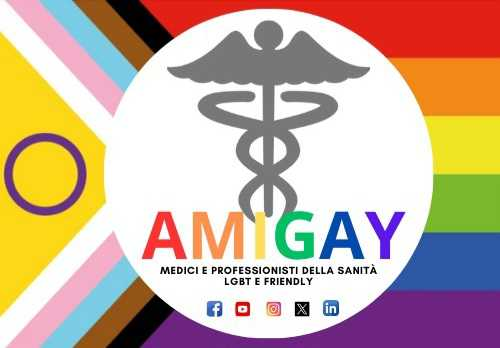 AMIGAY
MEDICI E PROFESSIONISTI DELLA SANITÀ
LGBT E FRIENDLY